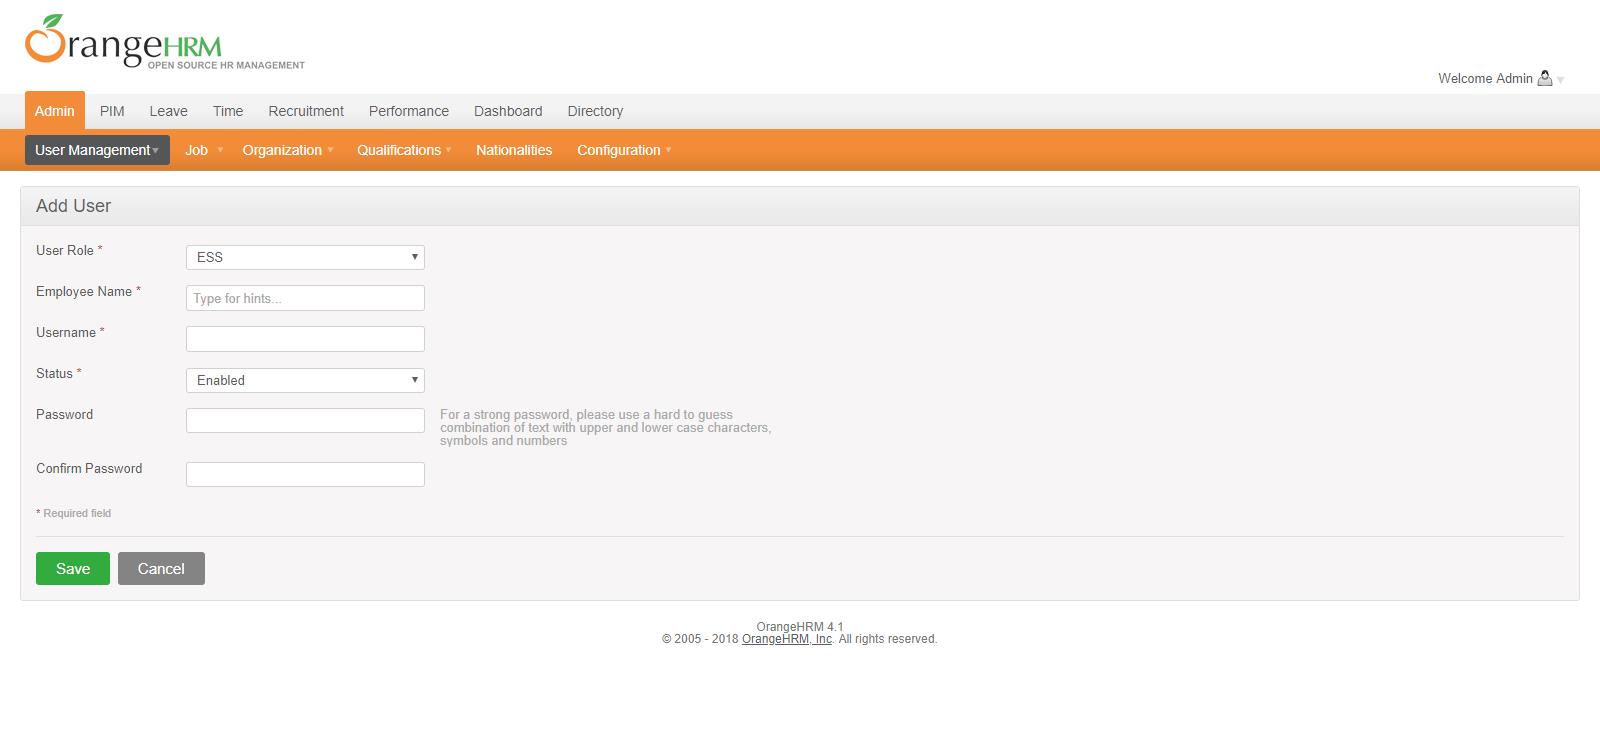 OrangeHRM
OPEN SOURCE HR MANAGEMENT
Welcome Admin
Admin PIM Leave Time Recruitment Performance Dashboard Directory
User Management Job Organization Qualifications Nationalities Configuration
Add User
User Role * ESS
Employee Name * Type for hints...
Username *
Status * Enabled
Password For a strong password, please use a hard to guess
combination of text with upper and lower case characters,
symbols and numbers
Confirm Password
* Required field
Save Cancel
OrangeHRM 4.1
© 2005 - 2018 OrangeHRM, Inc. All rights reserved.